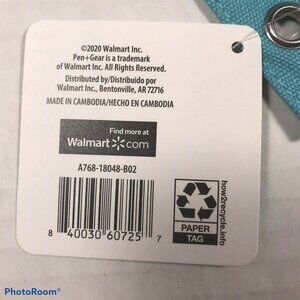 ©2020 Walmart Inc.
Pen+Gear is a trademark
of Walmart Inc. All Rights Reserved.
Distributed by/Distribuido por
Walmart Inc., Bentonville, AR 72716
MADE IN CAMBODIA/HECHO EN CAMBODIA
Find more at
Walmart.com
A768-18048-B02
8 40030 60725 7
PAPER
TAG
how2recycle.info
PhotoRoom®